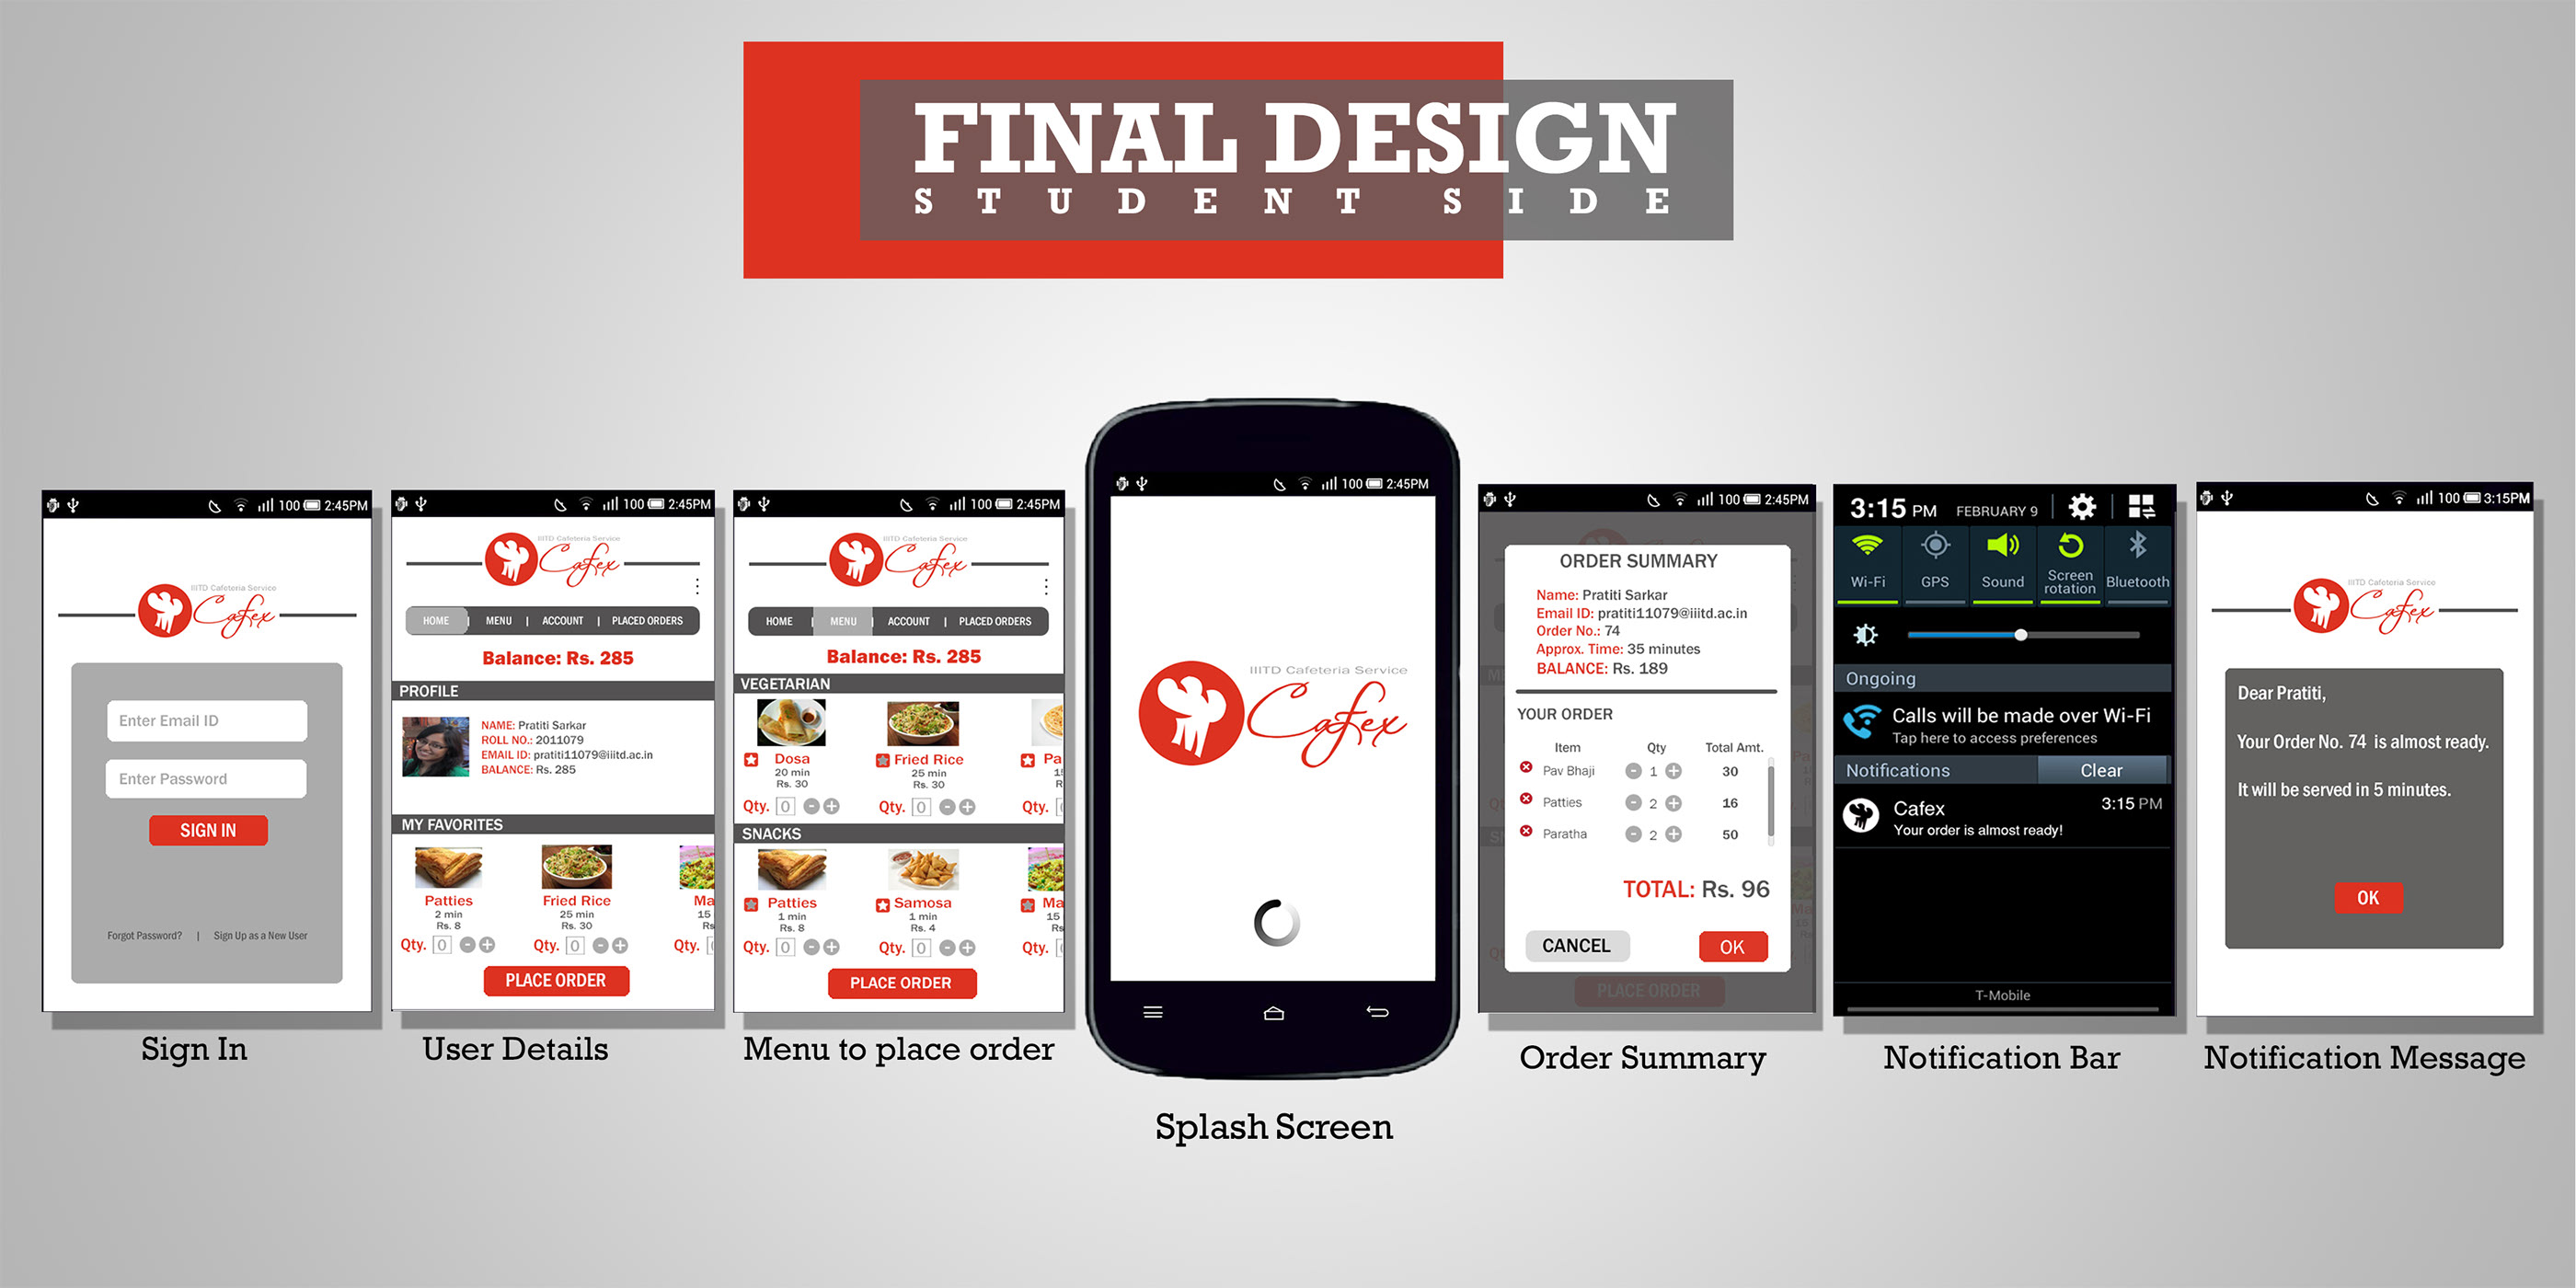 FINAL DESIGN
STUDENT SIDE
100 2:45PM
IIITD Cafeteria Service
Cafex
Enter Email ID
Enter Password
SIGN IN
Forgot Password? | Sign Up as a New User
Sign In
100 2:45PM
IIITD Cafeteria Service
Cafex
HOME | MENU | ACCOUNT | PLACED ORDERS
Balance: Rs. 285
PROFILE
NAME: Pratiti Sarkar
ROLL NO.: 2011079
EMAIL ID: pratiti11079@iiitd.ac.in
BALANCE: Rs. 285
MY FAVORITES
Patties Fried Rice Ma
2 min 25 min 15
Rs. 8 Rs. 30 Rs
Qty. 0 - + Qty. 0 - + Qty.
PLACE ORDER
User Details
100 2:45PM
IIITD Cafeteria Service
Cafex
HOME | MENU | ACCOUNT | PLACED ORDERS
Balance: Rs. 285
VEGETARIAN
Dosa Fried Rice Pa
20 min 25 min 1
Rs. 30 Rs. 30 R
Qty. 0 - + Qty. 0 - + Qty.
SNACKS
Patties Samosa Ma
1 min 1 min 15
Rs. 8 Rs. 4 Rs
Qty. 0 - + Qty. 0 - + Qty.
PLACE ORDER
Menu to place order
100 2:45PM
IIITD Cafeteria Service
Cafex
Splash Screen
100 2:45PM
ORDER SUMMARY
Name: Pratiti Sarkar
Email ID: pratiti11079@iiitd.ac.in
Order No.: 74
Approx. Time: 35 minutes
BALANCE: Rs. 189
YOUR ORDER
Item Qty Total Amt.
Pav Bhaji - 1 + 30
Patties - 2 + 16
Paratha - 2 + 50
TOTAL: Rs. 96
CANCEL OK
PLACE ORDER
Order Summary
3:15 PM FEBRUARY 9
Wi-Fi GPS Sound Screen rotation Bluetooth
Ongoing
Calls will be made over Wi-Fi
Tap here to access preferences
Notifications Clear
Cafex 3:15 PM
Your order is almost ready!
T-Mobile
Notification Bar
100 3:15PM
IIITD Cafeteria Service
Cafex
Dear Pratiti,
Your Order No. 74 is almost ready.
It will be served in 5 minutes.
OK
Notification Message